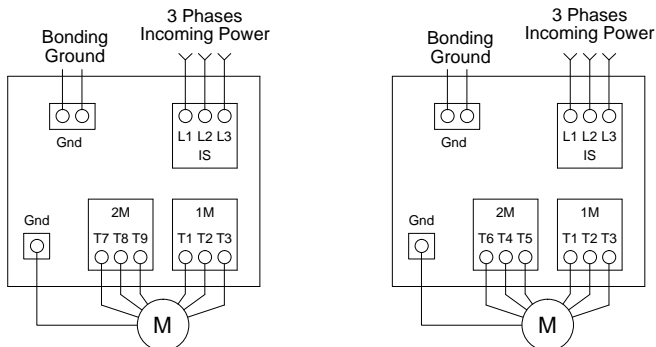 3 Phases
Incoming Power
Bonding
Ground
L1 L2 L3
IS
Gnd
Gnd
2M
T7 T8 T9
1M
T1 T2 T3
M
3 Phases
Incoming Power
Bonding
Ground
L1 L2 L3
IS
Gnd
Gnd
2M
T6 T4 T5
1M
T1 T2 T3
M